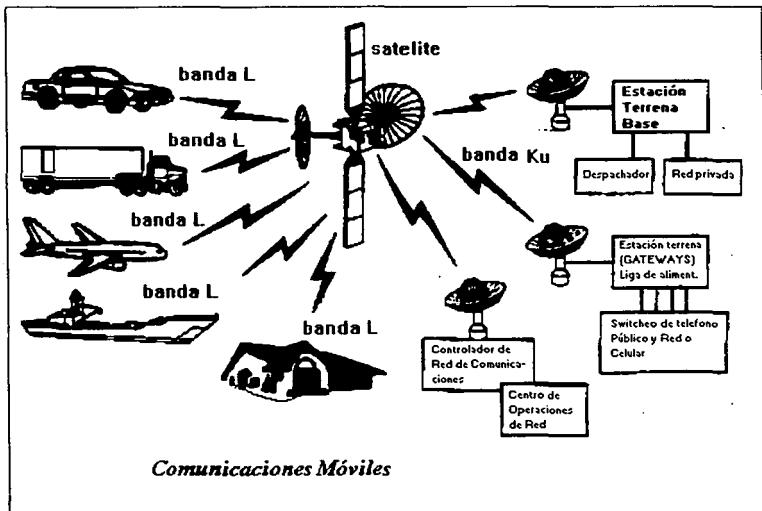 satelite
banda L
banda L
banda L
banda L
banda L
banda Ku
Estación
Terrena
Base
Despachador
Red privada
Estación terrena
(GATEWAYS)
Liga de aliment.
Switcheo de telefono
Público y Red o
Celular
Controlador de
Red de Comunica-
ciones
Centro de
Operaciones
de Red
Comunicaciones Móviles